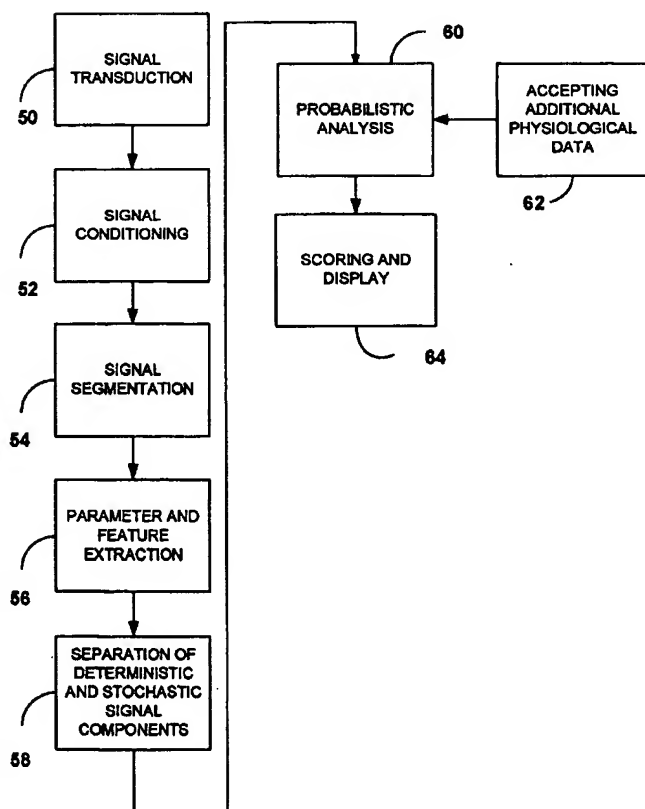 SIGNAL
TRANSDUCTION
50
SIGNAL
CONDITIONING
52
SIGNAL
SEGMENTATION
54
PARAMETER AND
FEATURE
EXTRACTION
56
SEPARATION OF
DETERMINISTIC
AND STOCHASTIC
SIGNAL
COMPONENTS
58
60
PROBABILISTIC
ANALYSIS
ACCEPTING
ADDITIONAL
PHYSIOLOGICAL
DATA
62
SCORING AND
DISPLAY
64